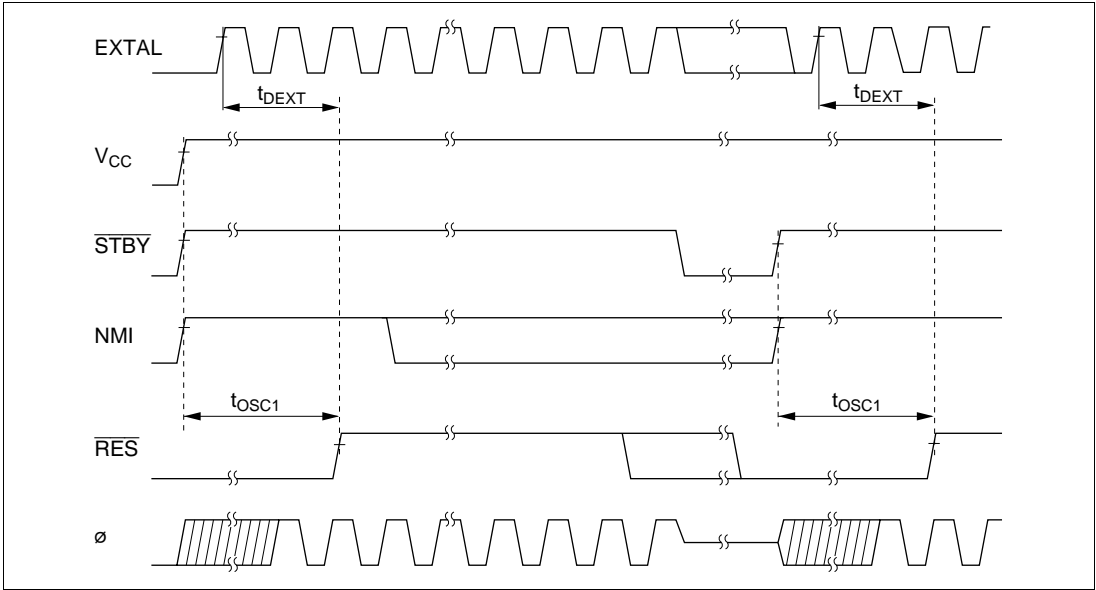 EXTAL
tDEXT
tDEXT
VCC
STBY
NMI
tOSC1
tOSC1
RES
ø